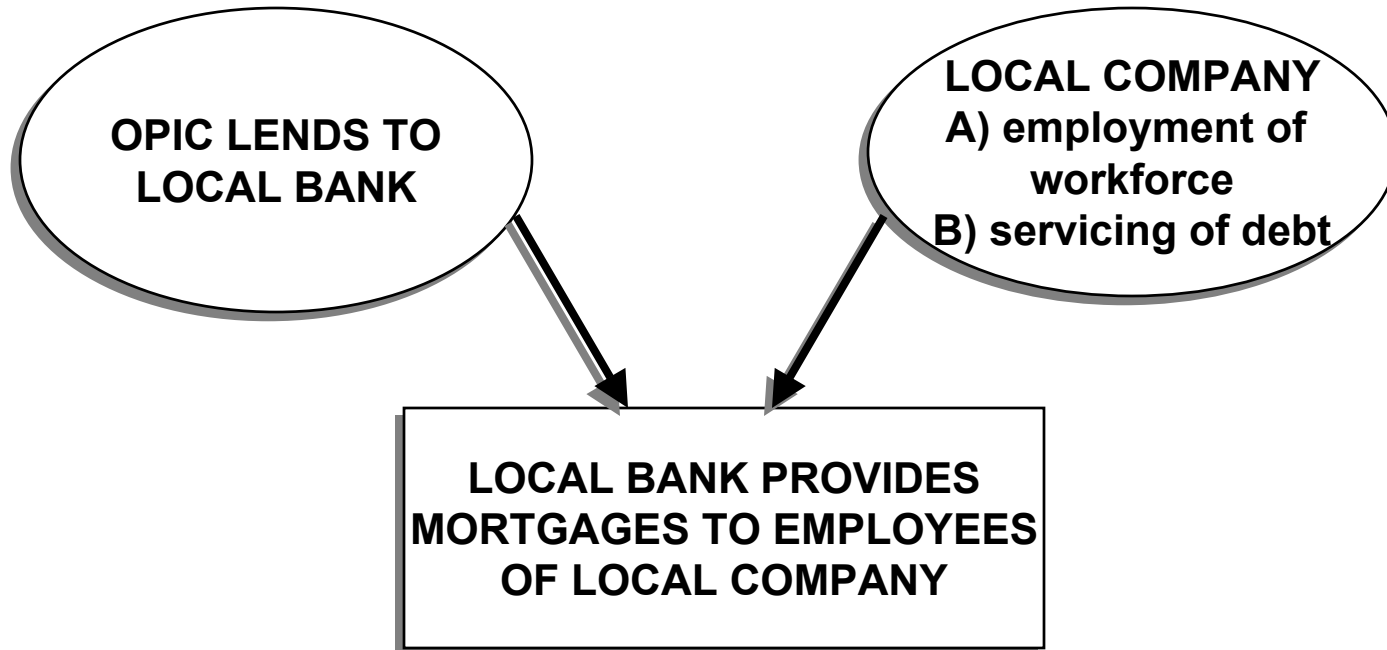 OPIC LENDS TO
LOCAL BANK
LOCAL COMPANY
A) employment of
workforce
B) servicing of debt
LOCAL BANK PROVIDES
MORTGAGES TO EMPLOYEES
OF LOCAL COMPANY